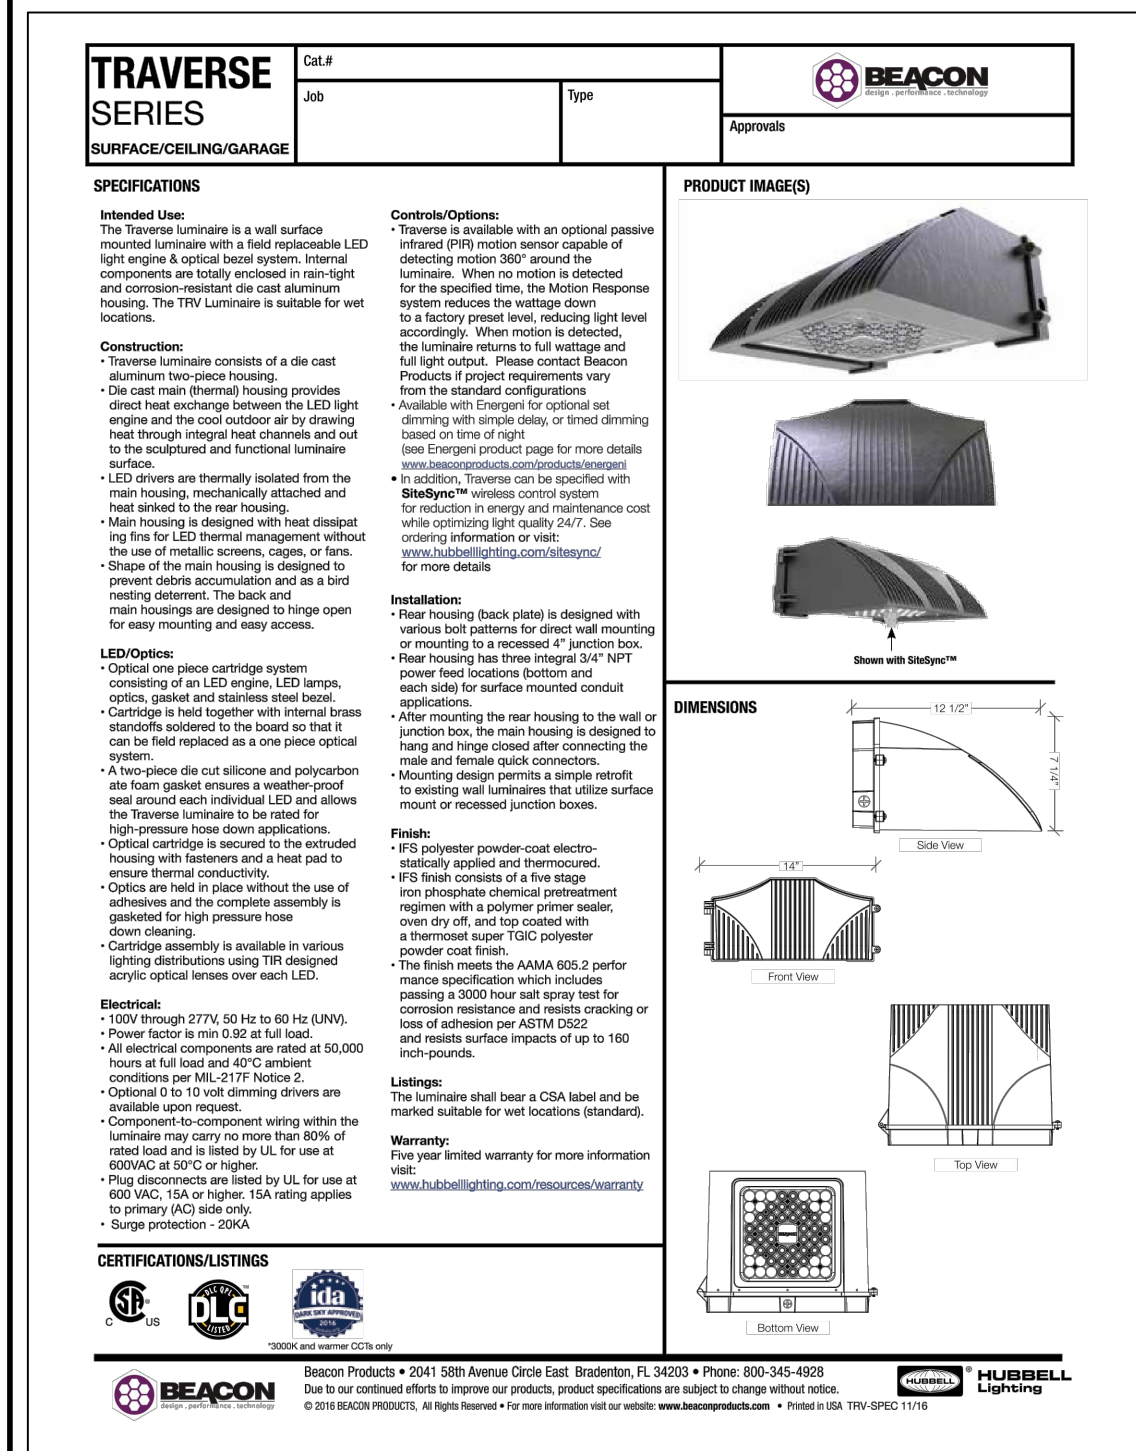 TRAVERSE
SERIES
SURFACE/CEILING/GARAGE
Cat.#
Job
Type
BEACON
design . performance . technology
Approvals
SPECIFICATIONS
Intended Use:
The Traverse luminaire is a wall surface
mounted luminaire with a field replaceable LED
light engine & optical bezel system. Internal
components are totally enclosed in rain-tight
and corrosion-resistant die cast aluminum
housing. The TRV Luminaire is suitable for wet
locations.
Construction:
• Traverse luminaire consists of a die cast
aluminum two-piece housing.
• Die cast main (thermal) housing provides
direct heat exchange between the LED light
engine and the cool outdoor air by drawing
heat through integral heat channels and out
to the sculptured and functional luminaire
surface.
• LED drivers are thermally isolated from the
main housing, mechanically attached and
heat sinked to the rear housing.
• Main housing is designed with heat dissipat
ing fins for LED thermal management without
the use of metallic screens, cages, or fans.
• Shape of the main housing is designed to
prevent debris accumulation and as a bird
nesting deterrent. The back and
main housings are designed to hinge open
for easy mounting and easy access.
LED/Optics:
• Optical one piece cartridge system
consisting of an LED engine, LED lamps,
optics, gasket and stainless steel bezel.
• Cartridge is held together with internal brass
standoffs soldered to the board so that it
can be field replaced as a one piece optical
system.
• A two-piece die cut silicone and polycarbon
ate foam gasket ensures a weather-proof
seal around each individual LED and allows
the Traverse luminaire to be rated for
high-pressure hose down applications.
• Optical cartridge is secured to the extruded
housing with fasteners and a heat pad to
ensure thermal conductivity.
• Optics are held in place without the use of
adhesives and the complete assembly is
gasketed for high pressure hose
down cleaning.
• Cartridge assembly is available in various
lighting distributions using TIR designed
acrylic optical lenses over each LED.
Electrical:
• 100V through 277V, 50 Hz to 60 Hz (UNV).
• Power factor is min 0.92 at full load.
• All electrical components are rated at 50,000
hours at full load and 40°C ambient
conditions per MIL-217F Notice 2.
• Optional 0 to 10 volt dimming drivers are
available upon request.
• Component-to-component wiring within the
luminaire may carry no more than 80% of
rated load and is listed by UL for use at
600VAC at 50°C or higher.
• Plug disconnects are listed by UL for use at
600 VAC, 15A or higher. 15A rating applies
to primary (AC) side only.
• Surge protection - 20KA
Controls/Options:
• Traverse is available with an optional passive
infrared (PIR) motion sensor capable of
detecting motion 360° around the
luminaire. When no motion is detected
for the specified time, the Motion Response
system reduces the wattage down
to a factory preset level, reducing light level
accordingly. When motion is detected,
the luminaire returns to full wattage and
full light output. Please contact Beacon
Products if project requirements vary
from the standard configurations
• Available with Energeni for optional set
dimming with simple delay, or timed dimming
based on time of night
(see Energeni product page for more details
www.beaconproducts.com/products/energeni
• In addition, Traverse can be specified with
SiteSync™ wireless control system
for reduction in energy and maintenance cost
while optimizing light quality 24/7. See
ordering information or visit:
www.hubbelllighting.com/sitesync/
for more details
Installation:
• Rear housing (back plate) is designed with
various bolt patterns for direct wall mounting
or mounting to a recessed 4” junction box.
• Rear housing has three integral 3/4” NPT
power feed locations (bottom and
each side) for surface mounted conduit
applications.
• After mounting the rear housing to the wall or
junction box, the main housing is designed to
hang and hinge closed after connecting the
male and female quick connectors.
• Mounting design permits a simple retrofit
to existing wall luminaires that utilize surface
mount or recessed junction boxes.
Finish:
• IFS polyester powder-coat electro-
statically applied and thermocured.
• IFS finish consists of a five stage
iron phosphate chemical pretreatment
regimen with a polymer primer sealer,
oven dry off, and top coated with
a thermoset super TGIC polyester
powder coat finish.
• The finish meets the AAMA 605.2 perfor
mance specification which includes
passing a 3000 hour salt spray test for
corrosion resistance and resists cracking or
loss of adhesion per ASTM D522
and resists surface impacts of up to 160
inch-pounds.
Listings:
The luminaire shall bear a CSA label and be
marked suitable for wet locations (standard).
Warranty:
Five year limited warranty for more information
visit:
www.hubbelllighting.com/resources/warranty
PRODUCT IMAGE(S)
Shown with SiteSync™
DIMENSIONS
12 1/2”
7 1/4”
Side View
14”
Front View
Top View
BEACON
Bottom View
CERTIFICATIONS/LISTINGS
C SA ® US
DLC QPL ™
DLC
LISTED
ida
DARK SKY APPROVED
2016
*3000K and warmer CCTs only
BEACON
design . performance . technology
Beacon Products • 2041 58th Avenue Circle East Bradenton, FL 34203 • Phone: 800-345-4928
Due to our continued efforts to improve our products, product specifications are subject to change without notice.
© 2016 BEACON PRODUCTS, All Rights Reserved • For more information visit our website: www.beaconproducts.com • Printed in USA TRV-SPEC 11/16
HUBBELL ® HUBBELL
Lighting